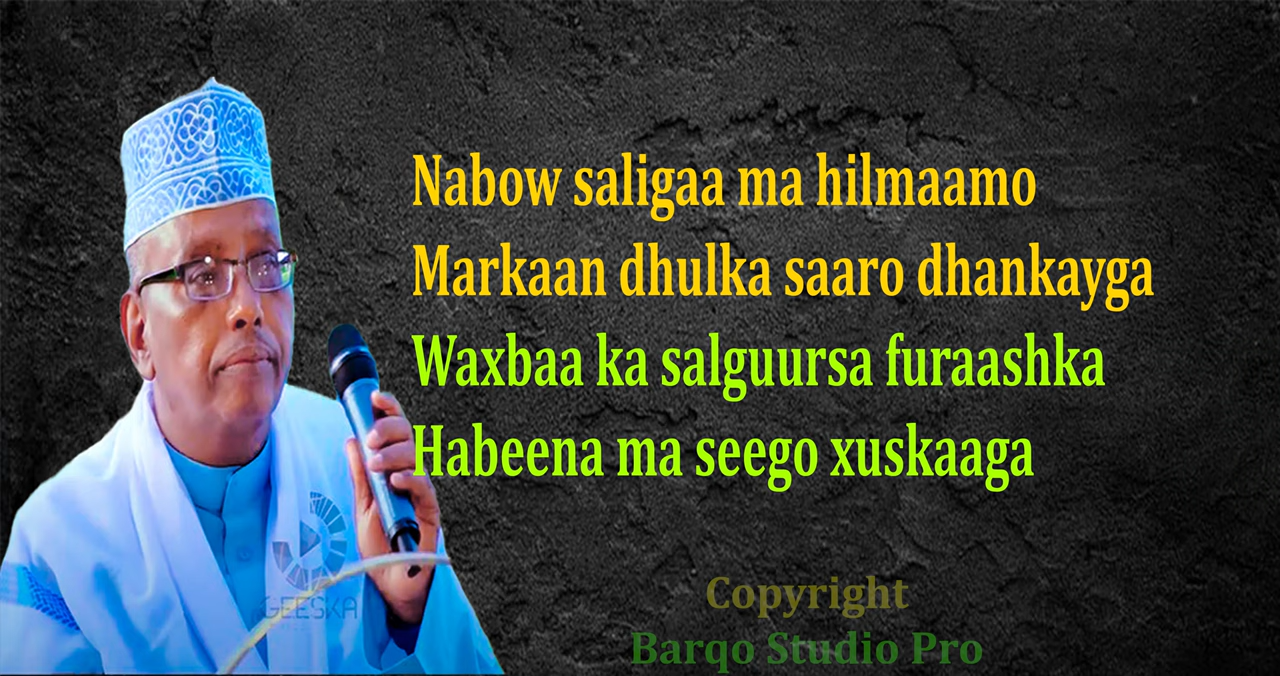 Nabow saligaa ma hilmaamo
Markaan dhulka saaro dhankayga
Waxbaa ka salguursa furaashka
Habeena ma seego xuskaaga
GEESKA
Copyright
Barqo Studio Pro